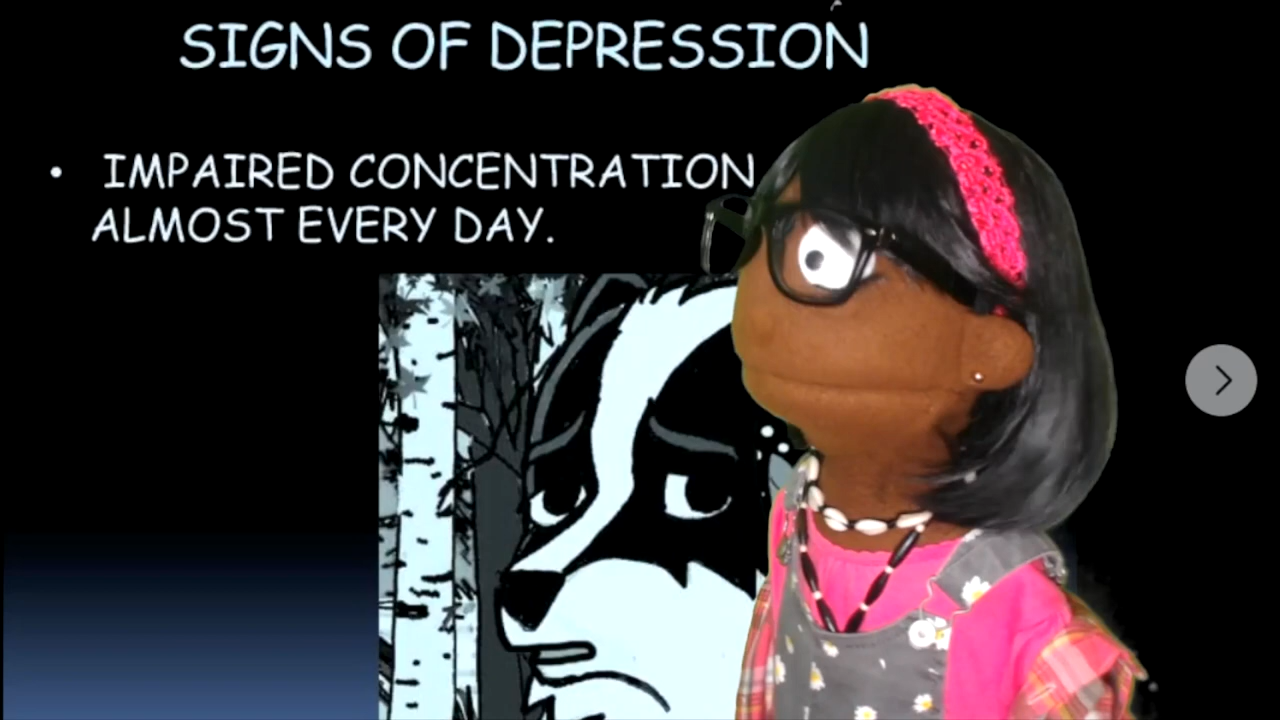 SIGNS OF DEPRESSION
• IMPAIRED CONCENTRATION
ALMOST EVERY DAY.